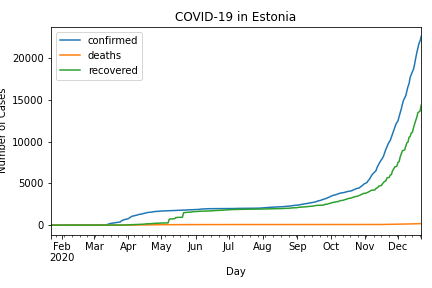 COVID-19 in Estonia
confirmed
deaths
recovered
20000
15000
10000
5000
0
Number of Cases
Feb Mar Apr May Jun Jul Aug Sep Oct Nov Dec
2020
Day